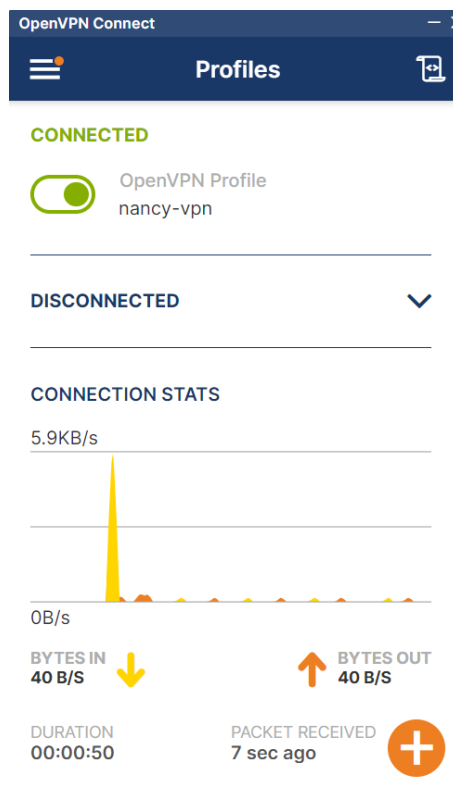 OpenVPN Connect
Profiles
CONNECTED
OpenVPN Profile
nancy-vpn
DISCONNECTED
CONNECTION STATS
5.9KB/s
0B/s
BYTES IN
40 B/S
BYTES OUT
40 B/S
DURATION
00:00:50
PACKET RECEIVED
7 sec ago